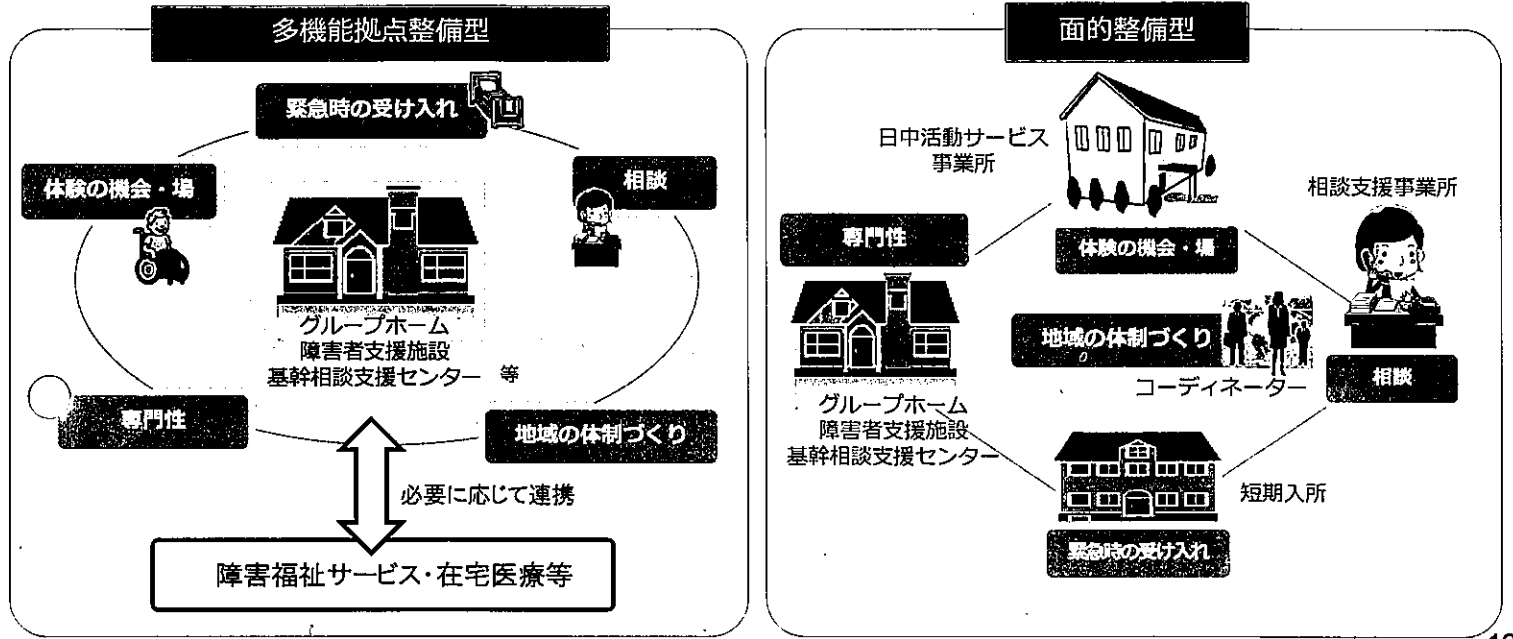 多機能拠点整備型
緊急時の受け入れ
体験の機会・場
相談
グループホーム
障害者支援施設
基幹相談支援センター 等
専門性
地域の体制づくり
必要に応じて連携
障害福祉サービス・在宅医療等
面的整備型
日中活動サービス
事業所
相談支援事業所
専門性
体験の機会・場
地域の体制づくり
コーディネーター
相談
グループホーム
障害者支援施設
基幹相談支援センター
短期入所
緊急時の受け入れ